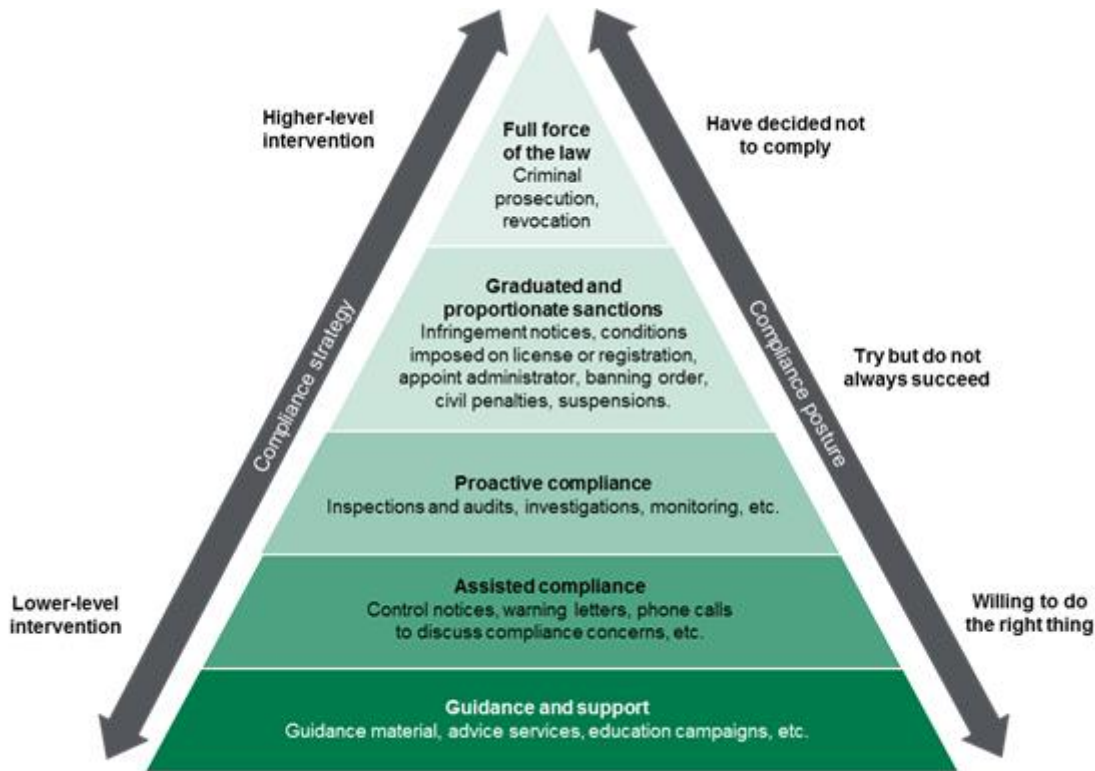 Higher-level
intervention
Have decided not
to comply
Full force
of the law
Criminal
prosecution,
revocation
Compliance strategy
Compliance posture
Graduated and
proportionate sanctions
Infringement notices, conditions
imposed on license or registration,
appoint administrator, banning order,
civil penalties, suspensions.
Try but do not
always succeed
Proactive compliance
Inspections and audits, investigations, monitoring, etc.
Lower-level
intervention
Assisted compliance
Control notices, warning letters, phone calls
to discuss compliance concerns, etc.
Willing to do
the right thing
Guidance and support
Guidance material, advice services, education campaigns, etc.